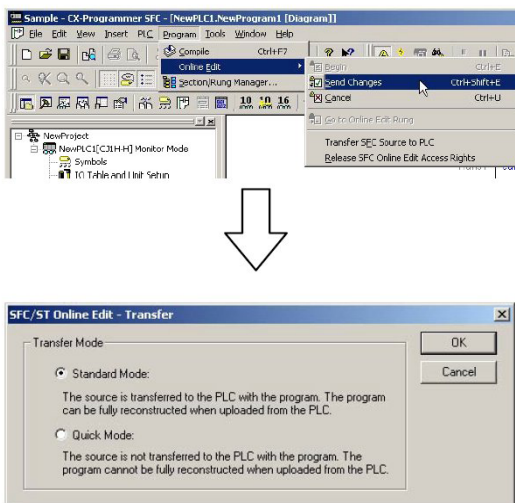 Sample - CX-Programmer SFC - [NewPLC1.NewProgram1 [Diagram]]
File Edit View Insert PLC Program Tools Window Help
Compile Ctrl+F7
Online Edit
Section/Rung Manager...
Begin Ctrl+E
Send Changes Ctrl+Shift+E
Cancel Ctrl+U
Go to Online Edit Rung
Transfer SFC Source to PLC
Release SFC Online Edit Access Rights
10 10 16
NewProject
NewPLC1[CJ1H-H] Monitor Mode
Symbols
IO Table and Unit Setup
SFC/ST Online Edit - Transfer
Transfer Mode
Standard Mode:
The source is transferred to the PLC with the program. The program
can be fully reconstructed when uploaded from the PLC.
Quick Mode:
The source is not transferred to the PLC with the program. The
program cannot be fully reconstructed when uploaded from the PLC.
OK
Cancel